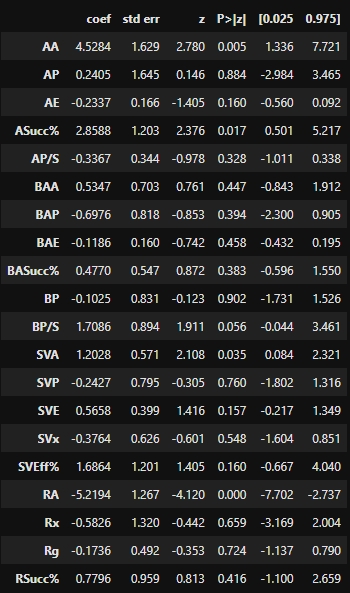 coef std err z P>|z| [0.025 0.975]
AA 4.5284 1.629 2.780 0.005 1.336 7.721
AP 0.2405 1.645 0.146 0.884 -2.984 3.465
AE -0.2337 0.166 -1.405 0.160 -0.560 0.092
ASucc% 2.8588 1.203 2.376 0.017 0.501 5.217
AP/S -0.3367 0.344 -0.978 0.328 -1.011 0.338
BAA 0.5347 0.703 0.761 0.447 -0.843 1.912
BAP -0.6976 0.818 -0.853 0.394 -2.300 0.905
BAE -0.1186 0.160 -0.742 0.458 -0.432 0.195
BASucc% 0.4770 0.547 0.872 0.383 -0.596 1.550
BP -0.1025 0.831 -0.123 0.902 -1.731 1.526
BP/S 1.7086 0.894 1.911 0.056 -0.044 3.461
SVA 1.2028 0.571 2.108 0.035 0.084 2.321
SVP -0.2427 0.795 -0.305 0.760 -1.802 1.316
SVE 0.5658 0.399 1.416 0.157 -0.217 1.349
SVx -0.3764 0.626 -0.601 0.548 -1.604 0.851
SVEff% 1.6864 1.201 1.405 0.160 -0.667 4.040
RA -5.2194 1.267 -4.120 0.000 -7.702 -2.737
Rx -0.5826 1.320 -0.442 0.659 -3.169 2.004
Rg -0.1736 0.492 -0.353 0.724 -1.137 0.790
RSucc% 0.7796 0.959 0.813 0.416 -1.100 2.659